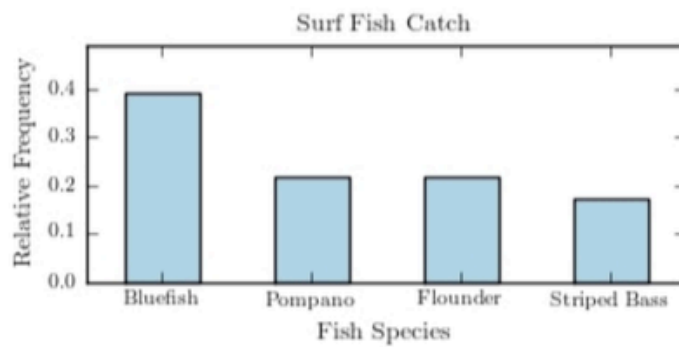 Surf Fish Catch
Relative Frequency
0.4
0.3
0.2
0.1
0.0
Bluefish Pompano Flounder Striped Bass
Fish Species